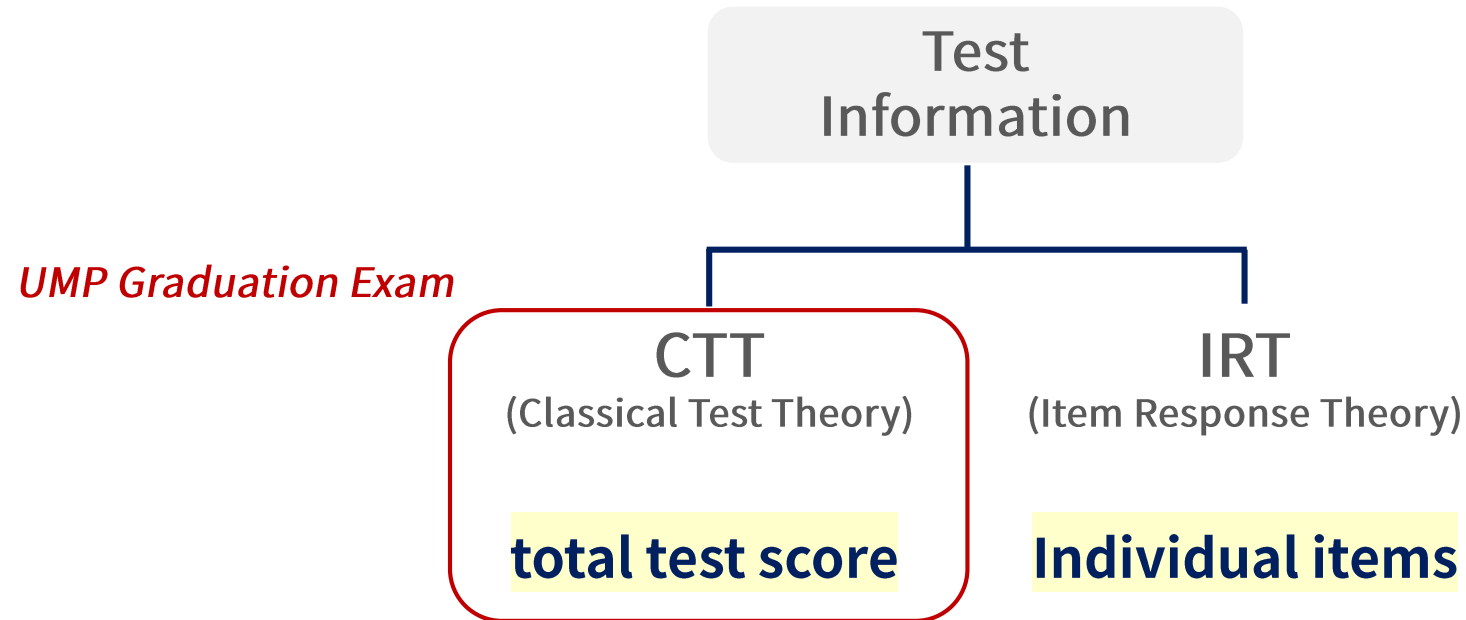 Test
Information
UMP Graduation Exam
CTT
(Classical Test Theory)
total test score
IRT
(Item Response Theory)
Individual items